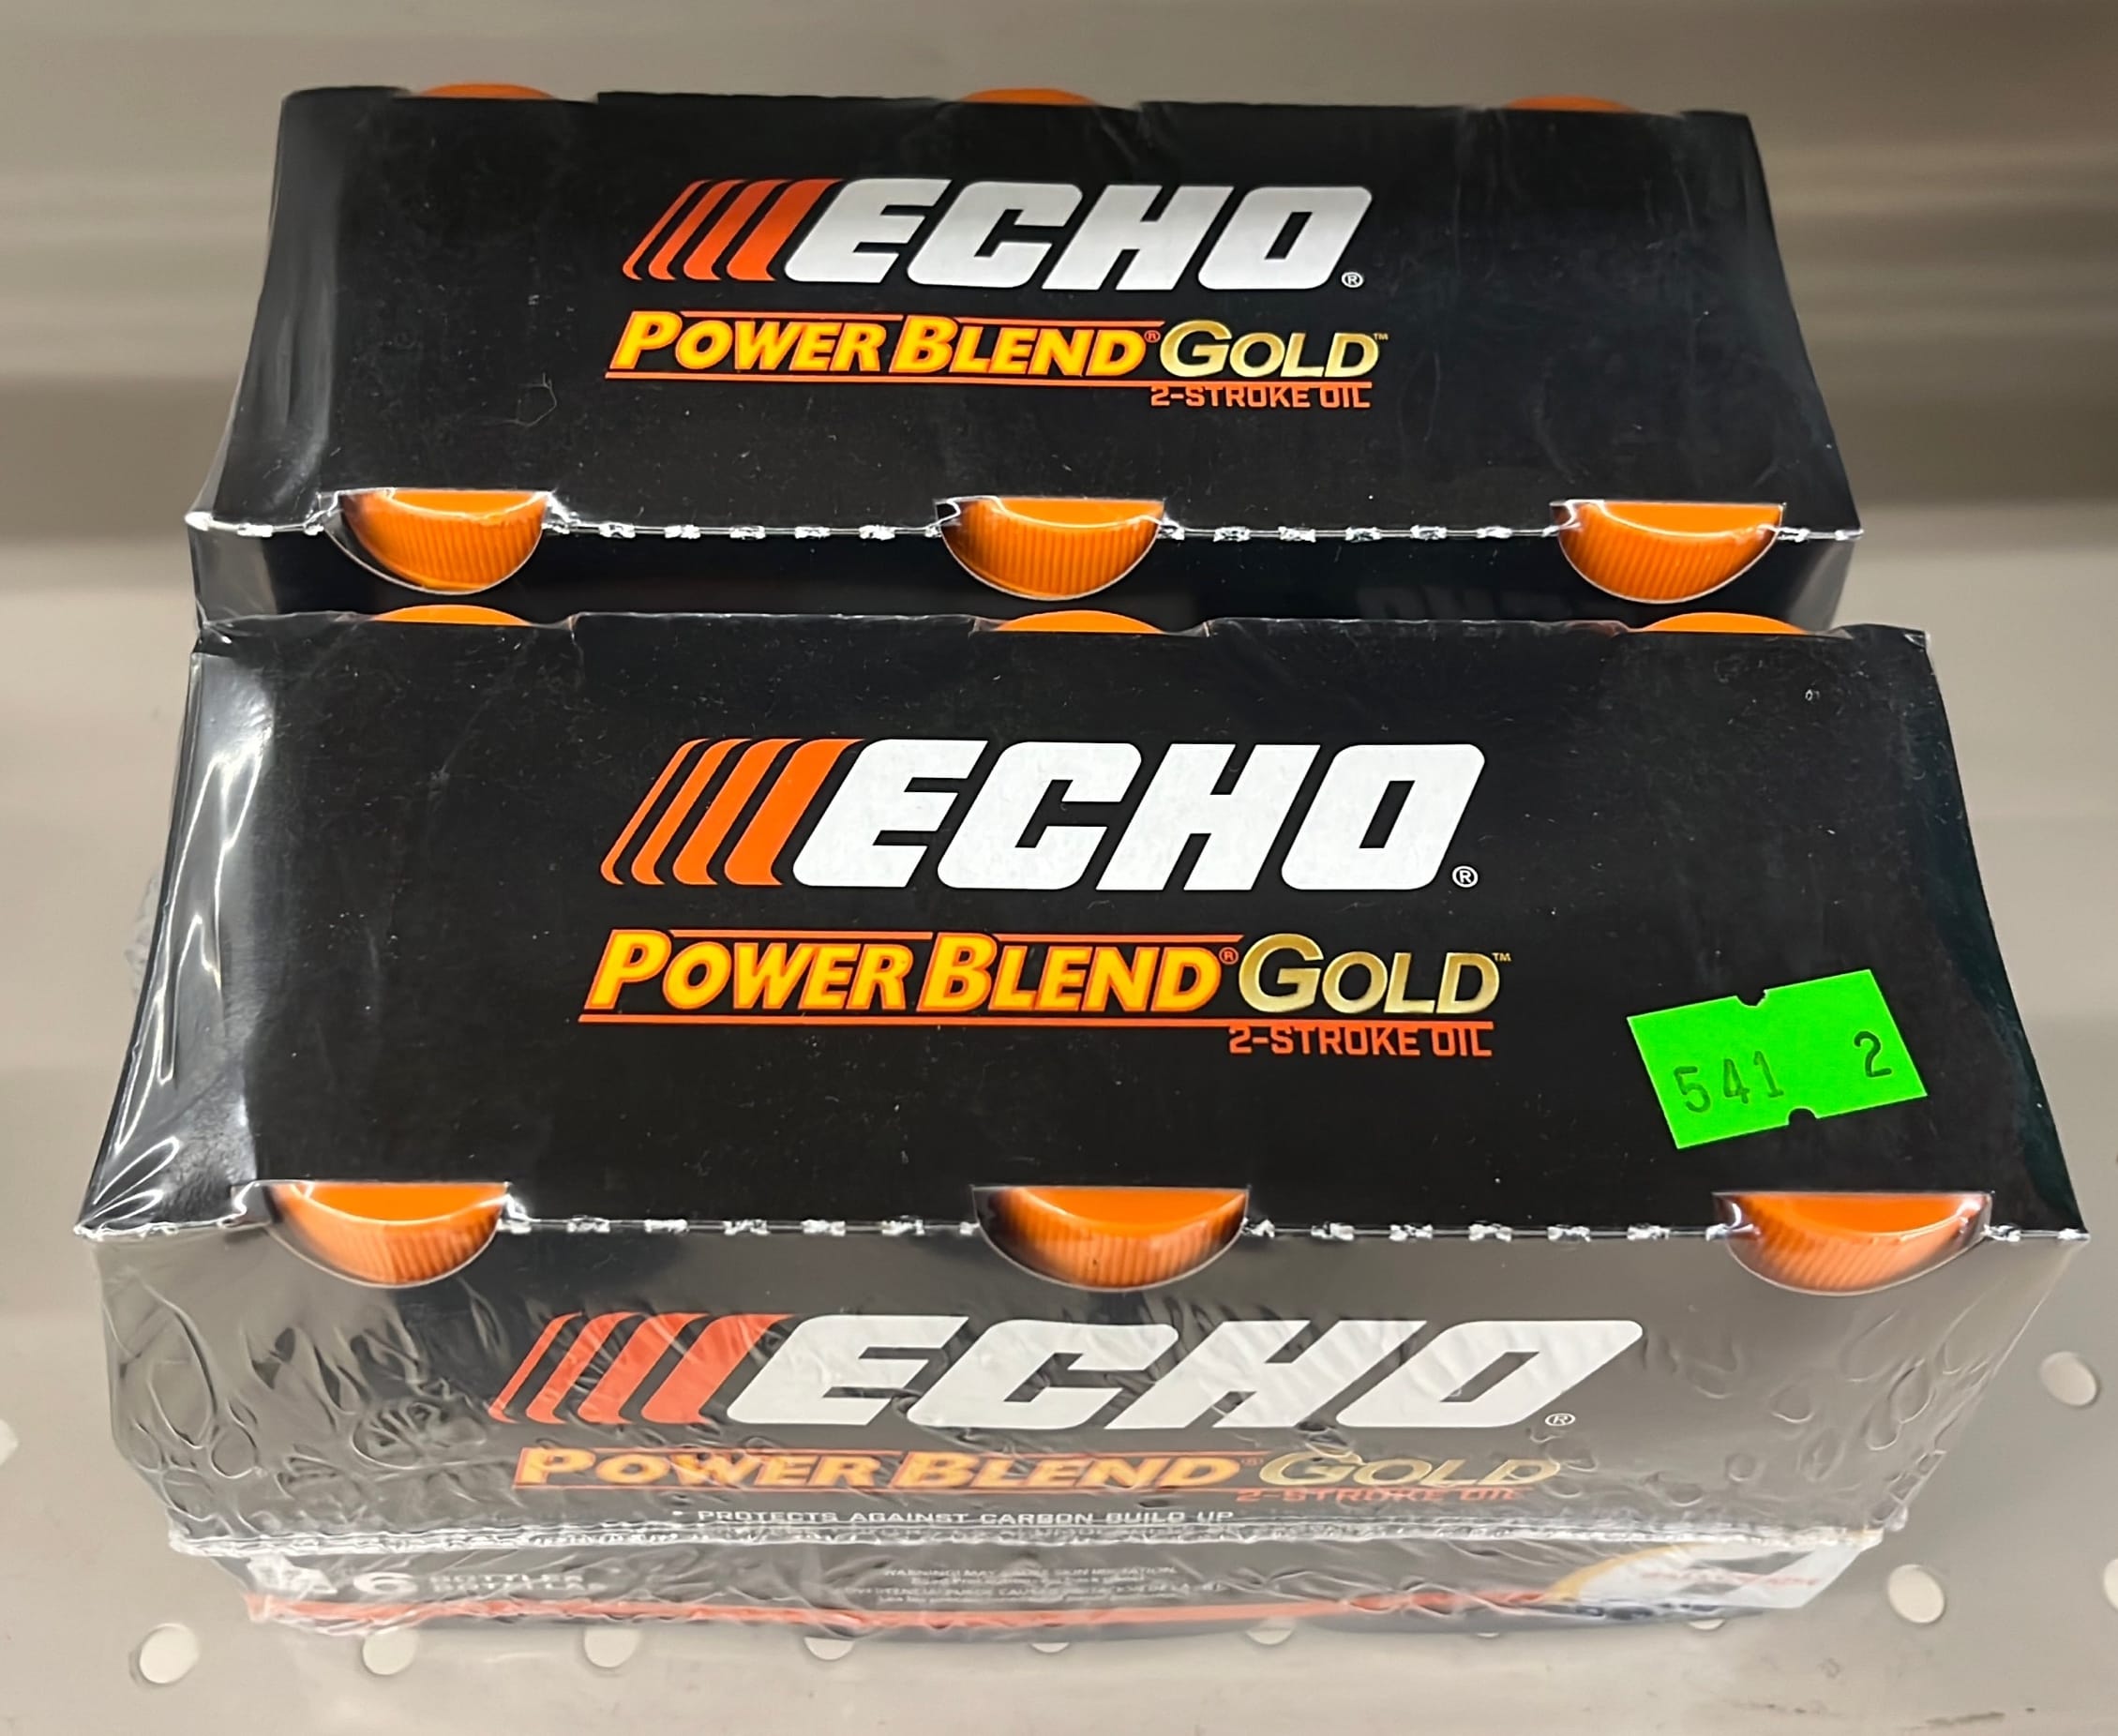 ECHO®
POWER BLEND® GOLD™
2-STROKE OIL
ECHO®
POWER BLEND® GOLD™
2-STROKE OIL
541 2
ECHO®
POWER BLEND® GOLD
2-STROKE OIL
• PROTECTS AGAINST CARBON BUILD UP
6 BOTTLES